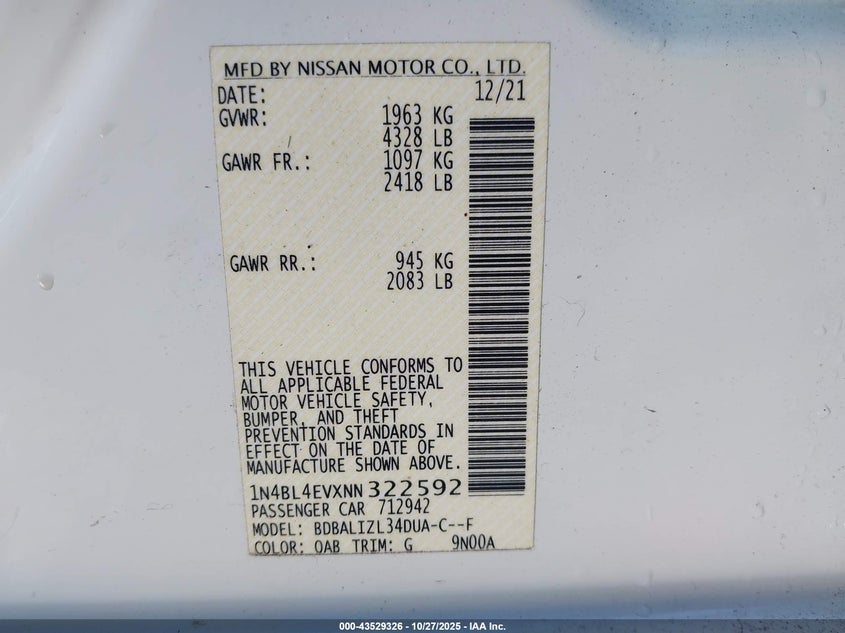 MFD BY NISSAN MOTOR CO., LTD.
DATE: 12/21
GVWR: 1963 KG
4328 LB
GAWR FR.: 1097 KG
2418 LB
GAWR RR.: 945 KG
2083 LB
THIS VEHICLE CONFORMS TO
ALL APPLICABLE FEDERAL
MOTOR VEHICLE SAFETY,
BUMPER, AND THEFT
PREVENTION STANDARDS IN
EFFECT ON THE DATE OF
MANUFACTURE SHOWN ABOVE.
1N4BL4EVXNN322592
PASSENGER CAR 712942
MODEL: BDBALIZL34DUA-C--F
COLOR: QAB TRIM: G 9N00A
000-43529326 - 10/27/2025 - IAA Inc.